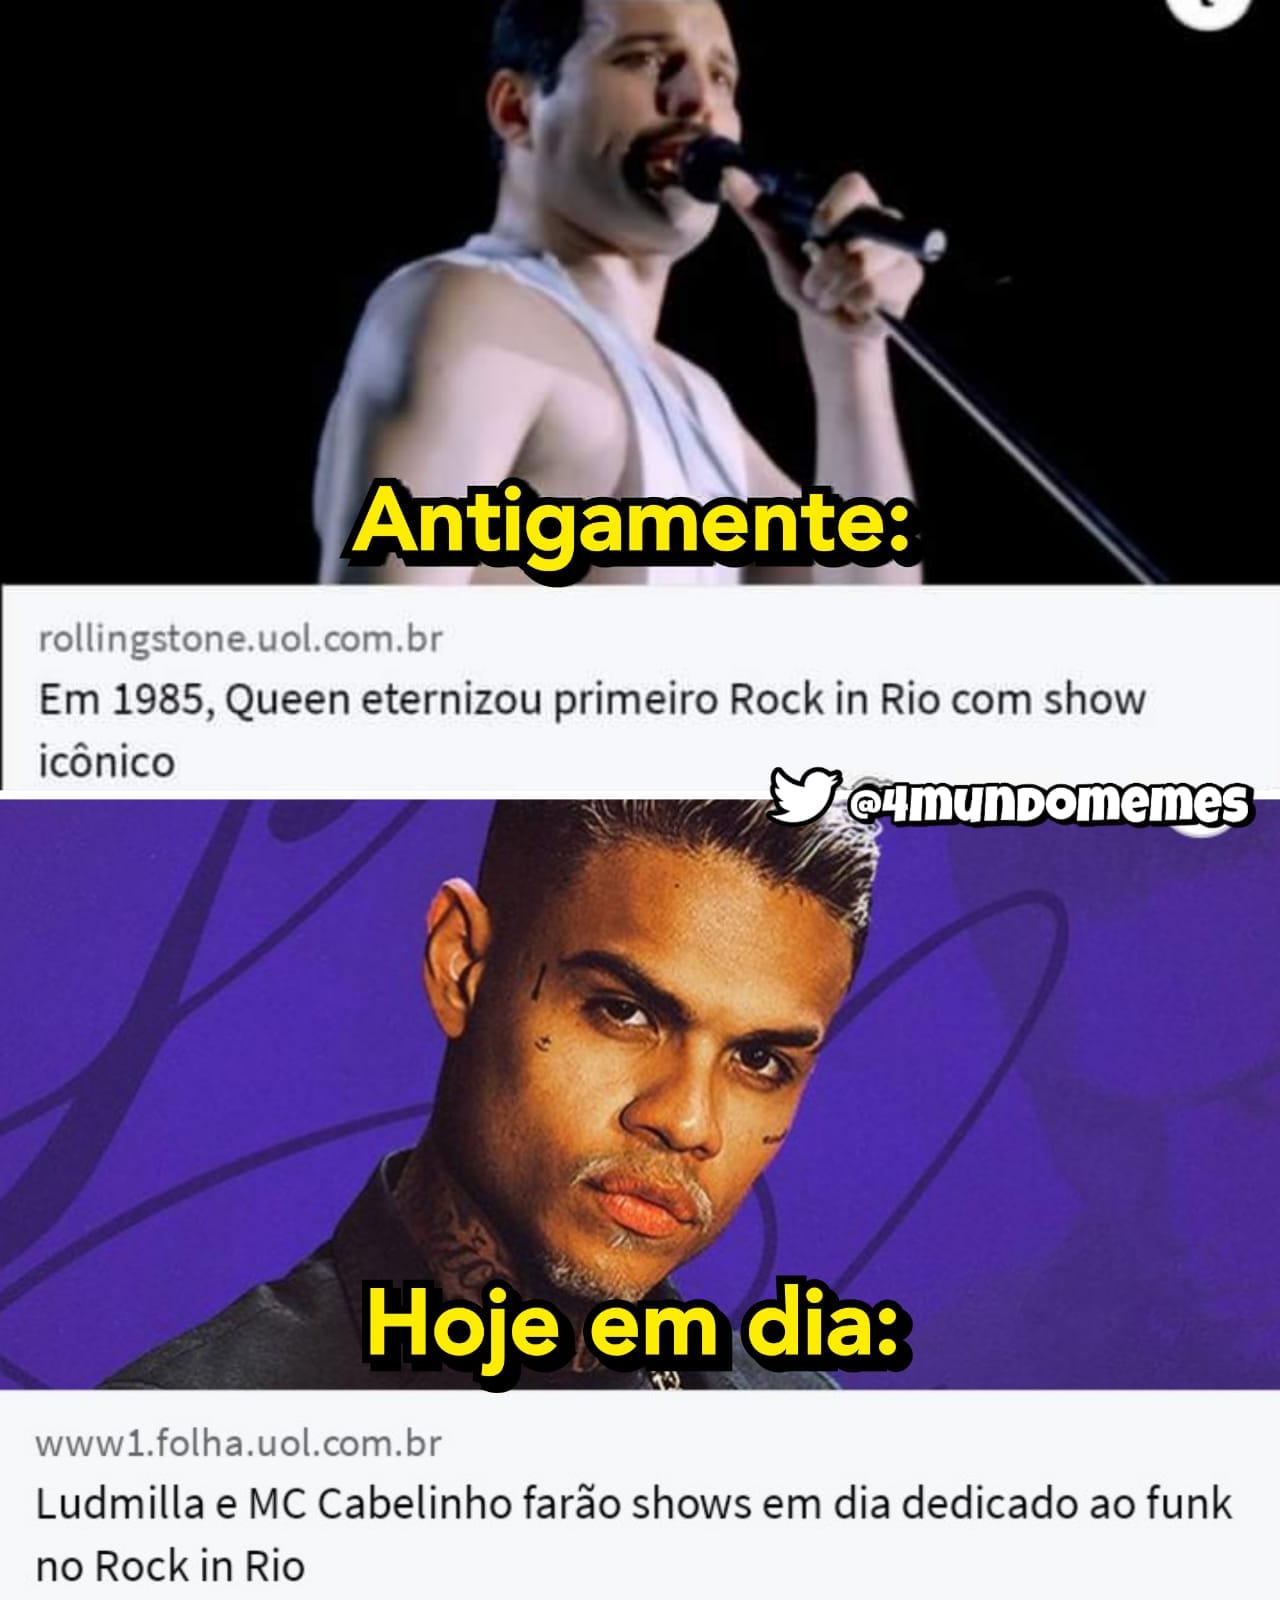 Antigamente:
rollingstone.uol.com.br
Em 1985, Queen eternizou primeiro Rock in Rio com show
icônico
@4mundomemes
Hoje em dia:
www1.folha.uol.com.br
Ludmilla e MC Cabelinho farão shows em dia dedicado ao funk
no Rock in Rio